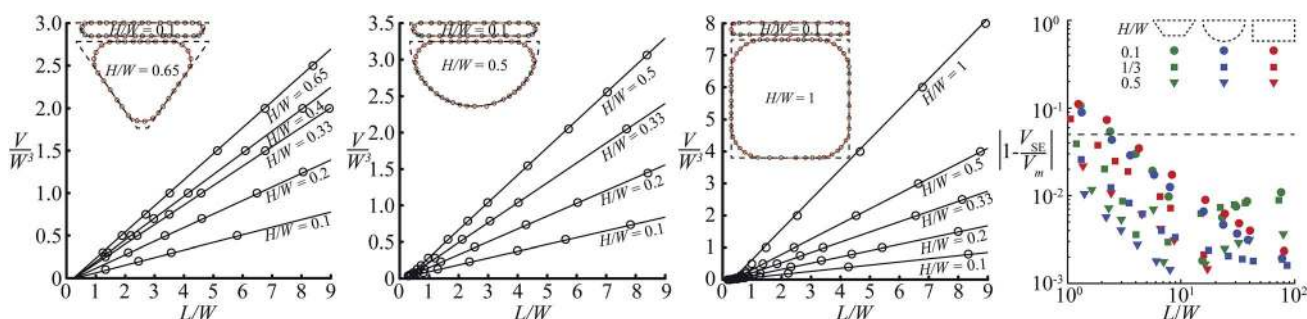 3.0
2.5
2.0
1.5
1.0
0.5
0
V
W³
H/W = 0.1
H/W = 0.65
H/W = 0.65
H/W = 0.4
H/W = 0.33
H/W = 0.2
H/W = 0.1
0 1 2 3 4 5 6 7 8 9
L/W
3.5
3.0
2.5
2.0
1.5
1.0
0.5
0
V
W³
H/W = 0.1
H/W = 0.5
H/W = 0.5
H/W = 0.33
H/W = 0.2
H/W = 0.1
0 1 2 3 4 5 6 7 8 9
L/W
8
7
6
5
4
3
2
1
0
V
W³
H/W = 0.1
H/W = 1
H/W = 1
H/W = 0.5
H/W = 0.33
H/W = 0.2
H/W = 0.1
0 1 2 3 4 5 6 7 8 9
L/W
10⁰
10⁻¹
10⁻²
10⁻³
|1-V_SE/V_m|
H/W
0.1
1/3
0.5
10⁰ 10¹ 10²
L/W